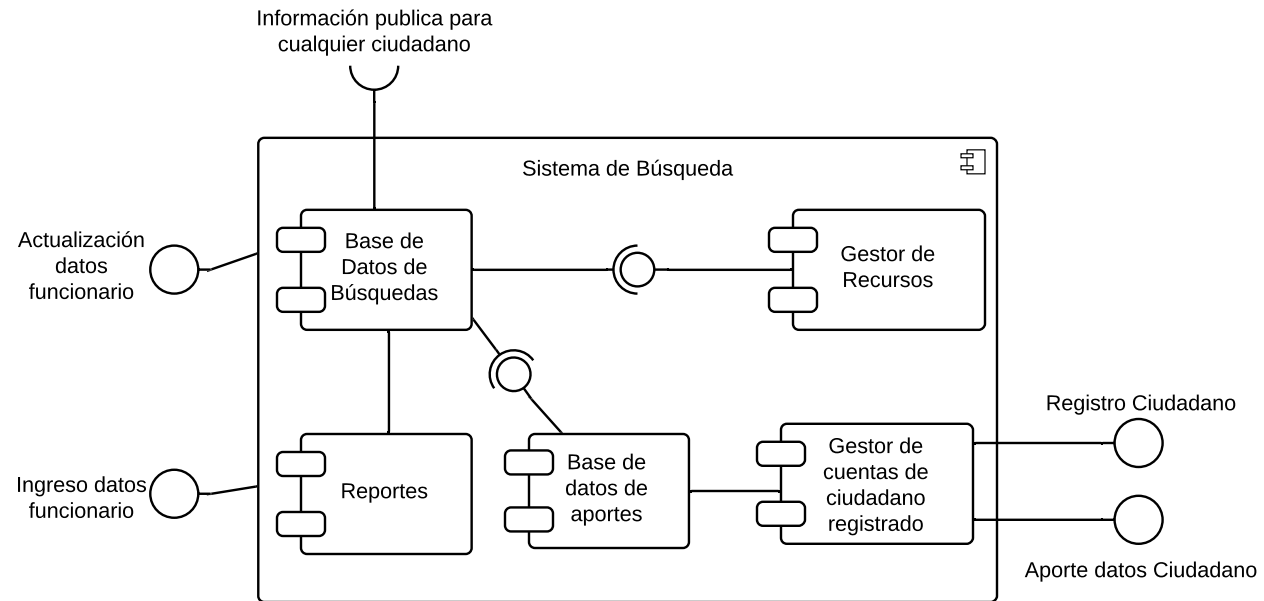 Información publica para
cualquier ciudadano
Sistema de Búsqueda
Actualización
datos
funcionario
Base de
Datos de
Búsquedas
Gestor de
Recursos
Registro Ciudadano
Ingreso datos
funcionario
Reportes
Base de
datos de
aportes
Gestor de
cuentas de
ciudadano
registrado
Aporte datos Ciudadano